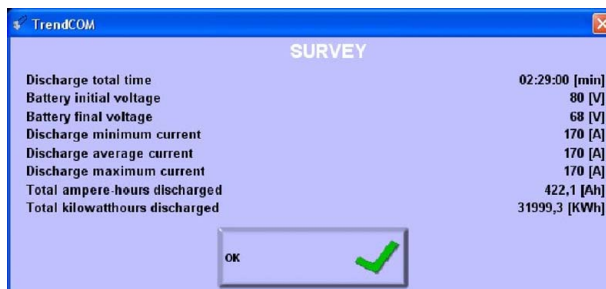 TrendCOM
SURVEY
Discharge total time 02:29:00 [min]
Battery initial voltage 80 [V]
Battery final voltage 68 [V]
Discharge minimum current 170 [A]
Discharge average current 170 [A]
Discharge maximum current 170 [A]
Total ampere-hours discharged 422,1 [Ah]
Total kilowatthours discharged 31999,3 [KWh]
OK